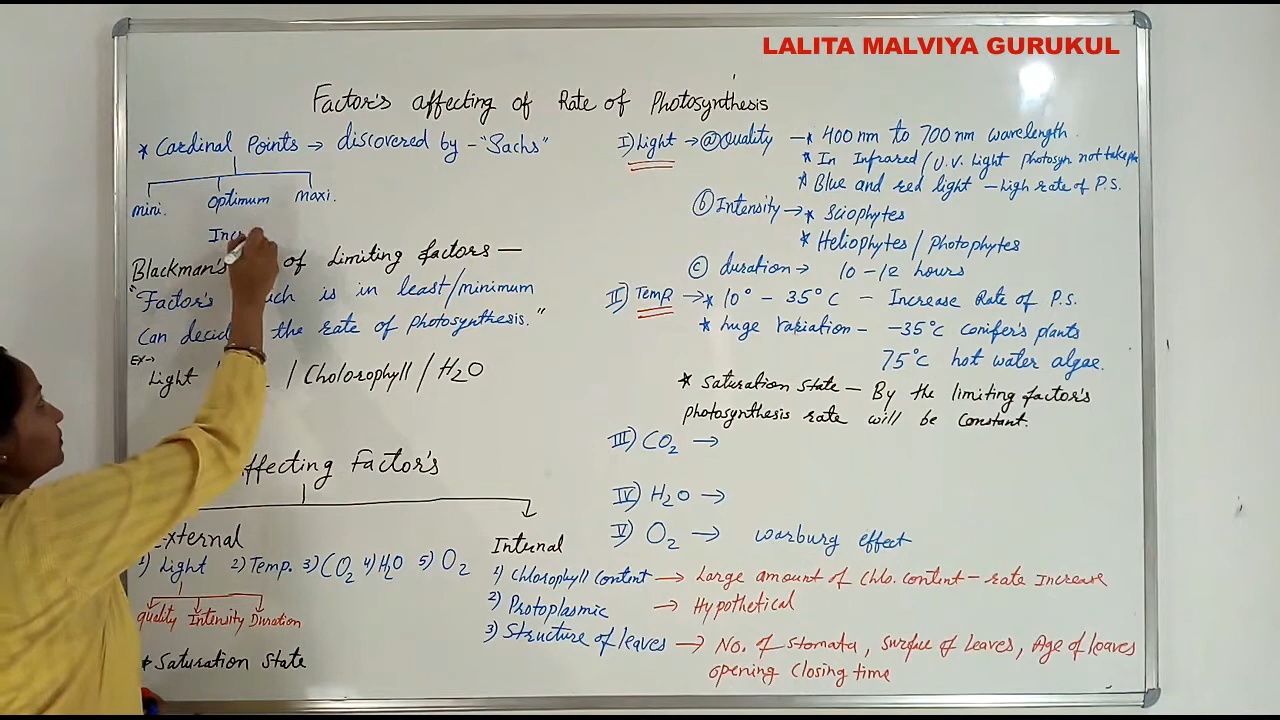 LALITA MALVIYA GURUKUL
Factor's affecting of Rate of Photosynthesis
* Cardinal Points → discovered by - "Sachs"
mini. Optimum maxi.
Blackman's of Limiting factors —
"Factor's is in least/minimum
Can the rate of photosynthesis."
Ex→
Light / Cholorophyll / H2O
Factor's
External
1) Light 2) Temp. 3) CO2 4) H2O 5) O2
quality Intensity Duration
* Saturation State
Internal
1) Chlorophyll content → Large amount of Chlo. content - rate Increase
2) Protoplasmic → Hypothetical
3) Structure of leaves → No. of stomata, Surface of Leaves, Age of leaves
opening closing time
I) Light → @Quality — * 400 nm to 700 nm wavelength.
* In Infrared / U.V. Light photosyn not take
* Blue and red light — high rate of P.S.
ⓑ Intensity → * Sciophytes
* Heliophytes / Photophytes
ⓒ duration → 10 - 12 hours
II) Temp. → * 10° - 35°C — Increase Rate of P.S.
* huge variation - -35°C conifer's plants
75°C hot water algae.
* Saturation State — By the limiting factor's
photosynthesis rate will be constant.
III) CO2 →
IV) H2O →
V) O2 → warburg effect